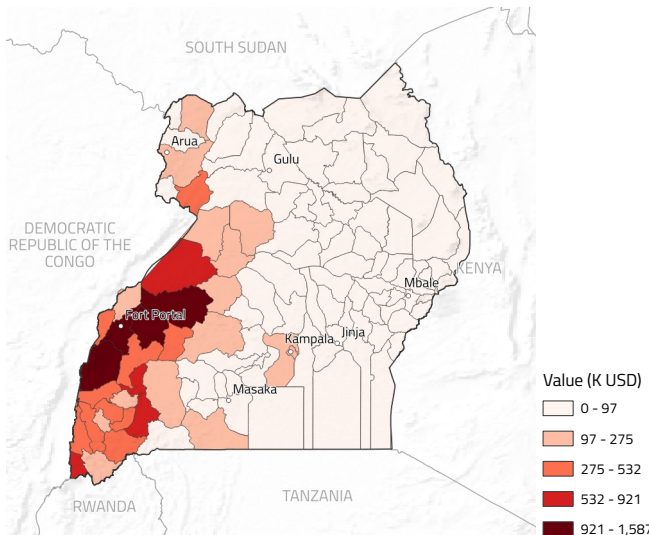 SOUTH SUDAN
Arua
Gulu
DEMOCRATIC
REPUBLIC OF THE
CONGO
KENYA
Mbale
Fort Portal
Kampala
Jinja
Masaka
RWANDA
TANZANIA
Value (K USD)
0 - 97
97 - 275
275 - 532
532 - 921
921 - 1,587